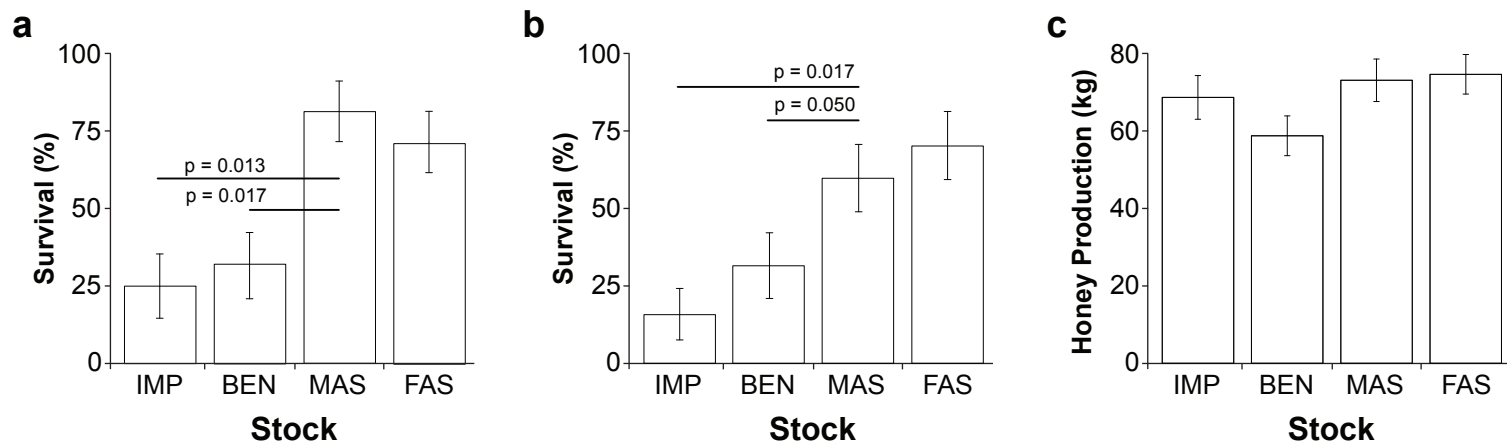 a
100
75
50
25
0
Survival (%)
p = 0.013
p = 0.017
IMP BEN MAS FAS
Stock
b
100
75
50
25
0
Survival (%)
p = 0.017
p = 0.050
IMP BEN MAS FAS
Stock
c
80
60
40
20
0
Honey Production (kg)
IMP BEN MAS FAS
Stock